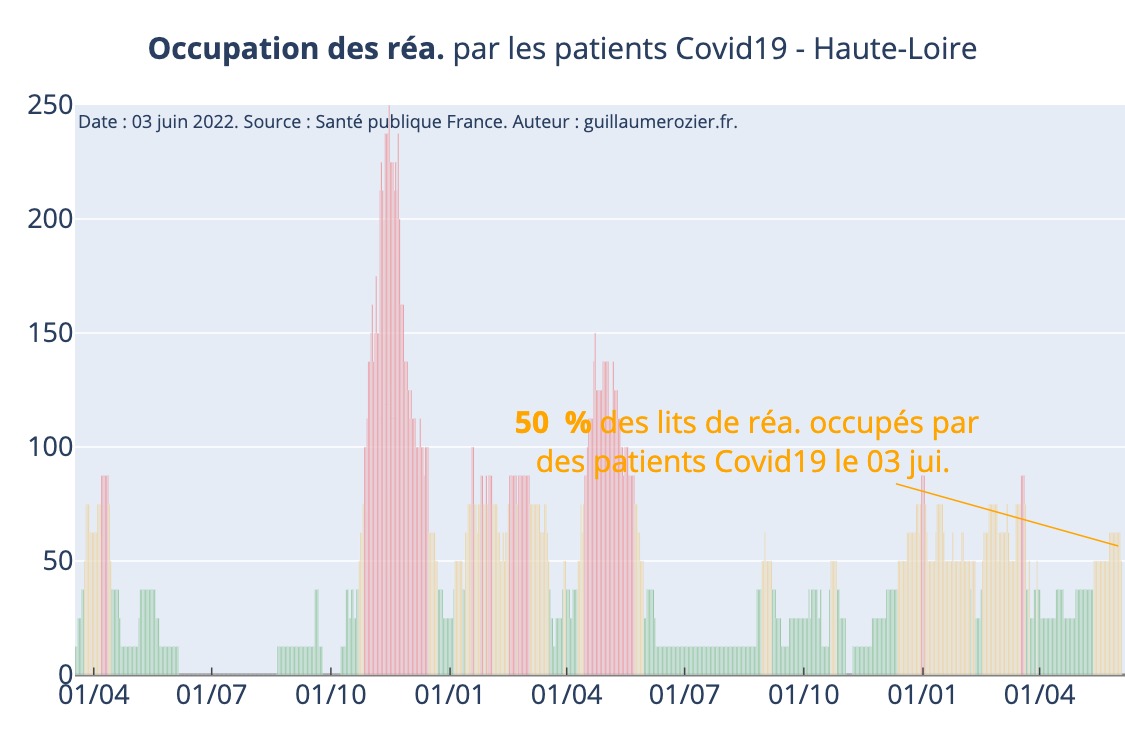 Occupation des réa. par les patients Covid19 - Haute-Loire
250
Date : 03 juin 2022. Source : Santé publique France. Auteur : guillaumerozier.fr.
200
150
50 % des lits de réa. occupés par
des patients Covid19 le 03 jui.
100
50
0
01/04 01/07 01/10 01/01 01/04 01/07 01/10 01/01 01/04